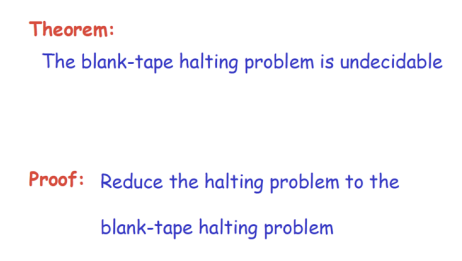 Theorem:
The blank-tape halting problem is undecidable
Proof: Reduce the halting problem to the
blank-tape halting problem